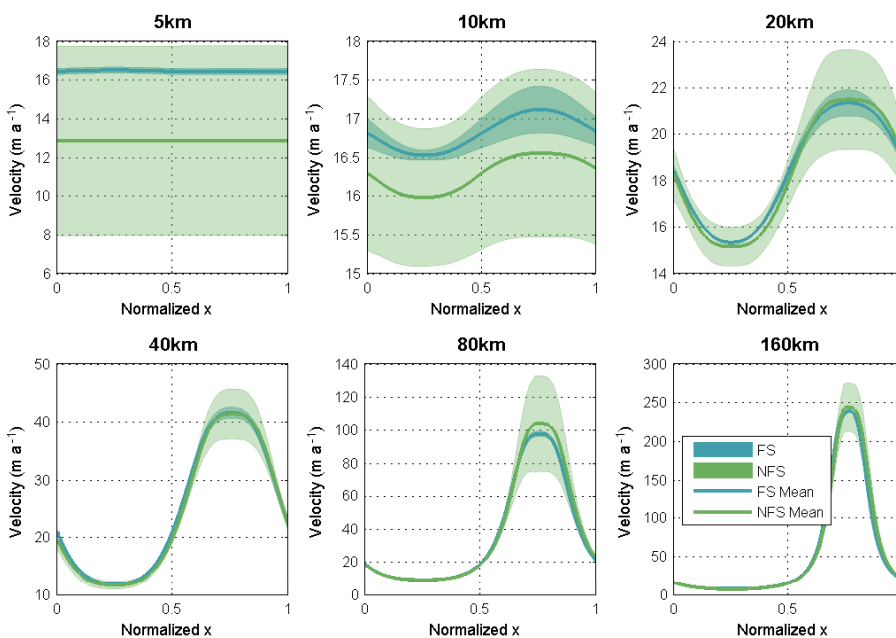 5km
18
16
14
12
10
8
6
Velocity (m a⁻¹)
0
0.5
1
Normalized x
10km
18
17.5
17
16.5
16
15.5
15
Velocity (m a⁻¹)
0
0.5
1
Normalized x
20km
24
22
20
18
16
14
Velocity (m a⁻¹)
0
0.5
1
Normalized x
40km
50
40
30
20
10
Velocity (m a⁻¹)
0
0.5
1
Normalized x
80km
140
120
100
80
60
40
20
0
Velocity (m a⁻¹)
0
0.5
1
Normalized x
160km
300
250
200
150
100
50
0
Velocity (m a⁻¹)
0
0.5
Normalized x
FS
NFS
FS Mean
NFS Mean